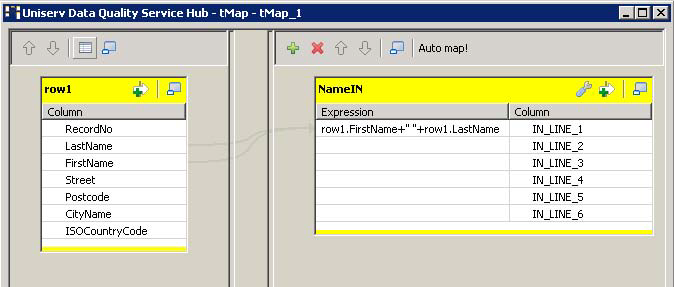 Uniserv Data Quality Service Hub - tMap - tMap_1
Auto map!
row1
Column
RecordNo
LastName
FirstName
Street
Postcode
CityName
ISOCountryCode
NameIN
Expression Column
row1.FirstName+" "+row1.LastName IN_LINE_1
IN_LINE_2
IN_LINE_3
IN_LINE_4
IN_LINE_5
IN_LINE_6